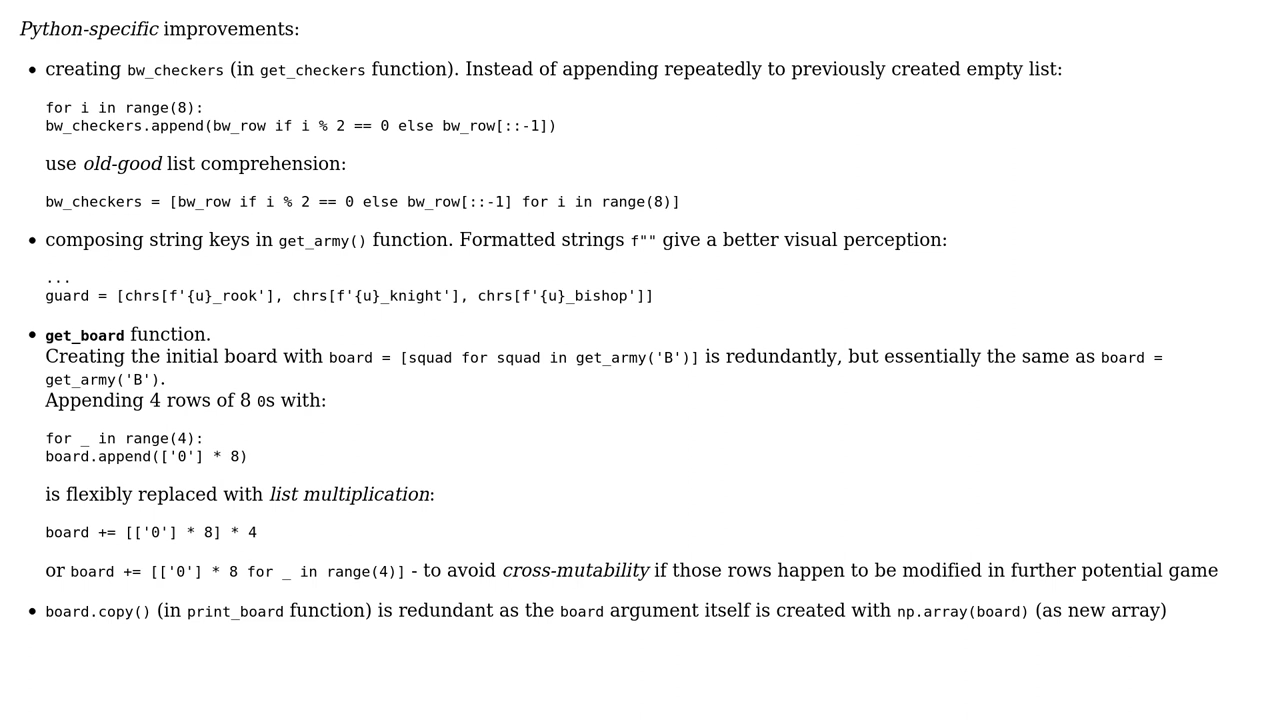 Python-specific improvements:
• creating bw_checkers (in get_checkers function). Instead of appending repeatedly to previously created empty list:
for i in range(8):
bw_checkers.append(bw_row if i % 2 == 0 else bw_row[::-1])
use old-good list comprehension:
bw_checkers = [bw_row if i % 2 == 0 else bw_row[::-1] for i in range(8)]
• composing string keys in get_army() function. Formatted strings f"" give a better visual perception:
...
guard = [chrs[f'{u}_rook'], chrs[f'{u}_knight'], chrs[f'{u}_bishop']]
• get_board function.
Creating the initial board with board = [squad for squad in get_army('B')] is redundantly, but essentially the same as board =
get_army('B').
Appending 4 rows of 8 0s with:
for _ in range(4):
board.append(['0'] * 8)
is flexibly replaced with list multiplication:
board += [['0'] * 8] * 4
or board += [['0'] * 8 for _ in range(4)] - to avoid cross-mutability if those rows happen to be modified in further potential game
• board.copy() (in print_board function) is redundant as the board argument itself is created with np.array(board) (as new array)